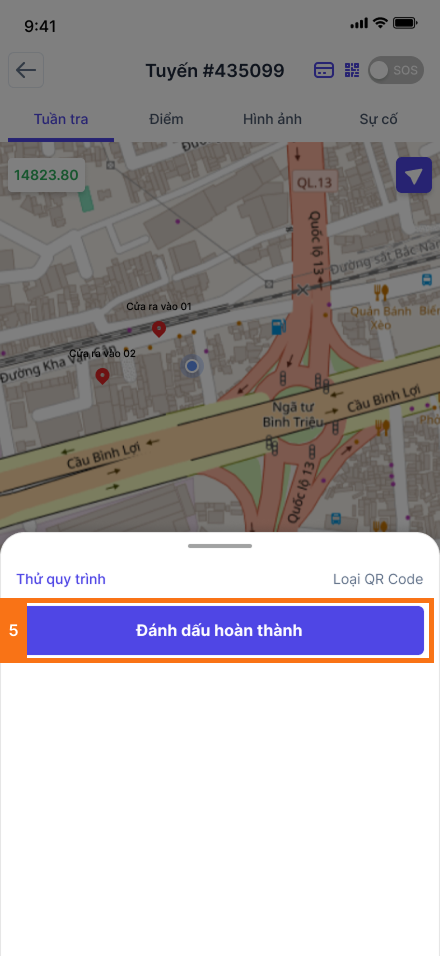 9:41
Tuyến #435099
SOS
Tuần tra
Điểm
Hình ảnh
Sự cố
14823.80
QL.13
Quốc lộ 13
Đường sắt Bắc Nam
Cửa ra vào 01
Quán Bánh
Xèo
Cửa ra vào 02
Đường Kha Vạn Cân
Cầu Bình Lợi
Ngã tư
Bình Triệu
Cầu Bình Lợi
Quốc lộ 13
Thử quy trình
Loại QR Code
5
Đánh dấu hoàn thành